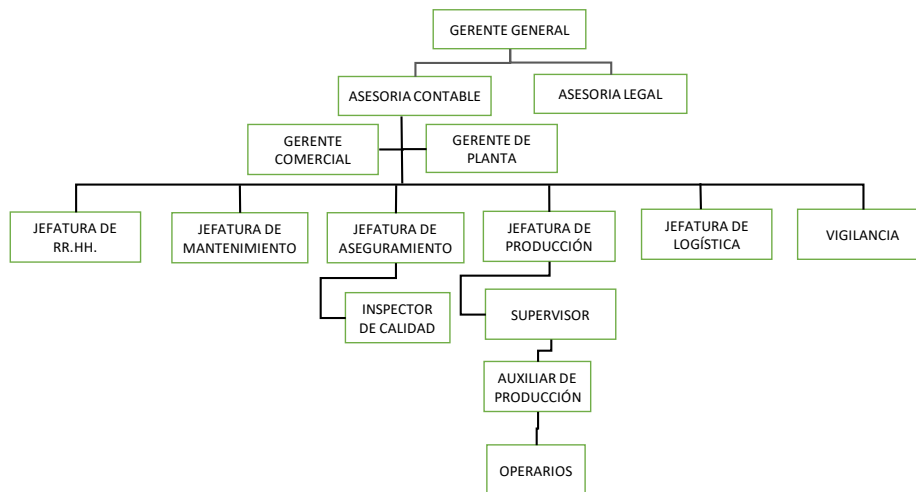 GERENTE GENERAL
ASESORIA CONTABLE
ASESORIA LEGAL
GERENTE
COMERCIAL
GERENTE DE
PLANTA
JEFATURA DE
RR.HH.
JEFATURA DE
MANTENIMIENTO
JEFATURA DE
ASEGURAMIENTO
JEFATURA DE
PRODUCCIÓN
JEFATURA DE
LOGÍSTICA
VIGILANCIA
INSPECTOR
DE CALIDAD
SUPERVISOR
AUXILIAR DE
PRODUCCIÓN
OPERARIOS